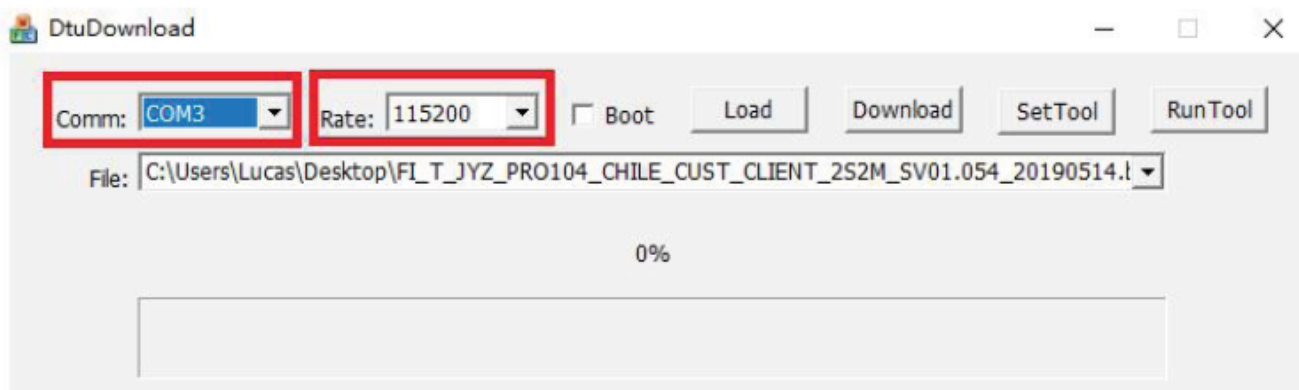 DtuDownload
Comm: COM3 Rate: 115200 Boot Load Download SetTool RunTool
File: C:\Users\Lucas\Desktop\FI_T_JYZ_PRO104_CHILE_CUST_CLIENT_2S2M_SV01.054_20190514.
0%